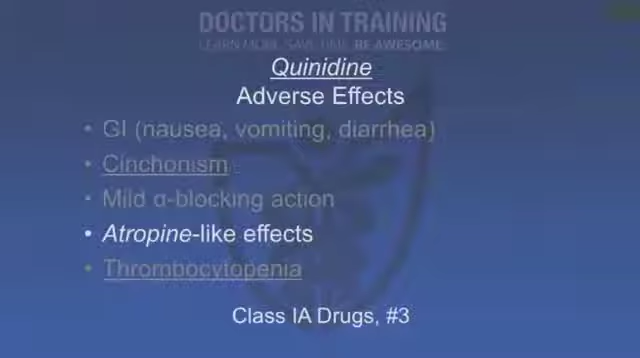 DOCTORS IN TRAINING
LEARN MORE. SAVE TIME. BE AWESOME.
Quinidine
Adverse Effects
• GI (nausea, vomiting, diarrhea)
• Cinchonism
• Mild α-blocking action
• Atropine-like effects
• Thrombocytopenia
Class IA Drugs, #3